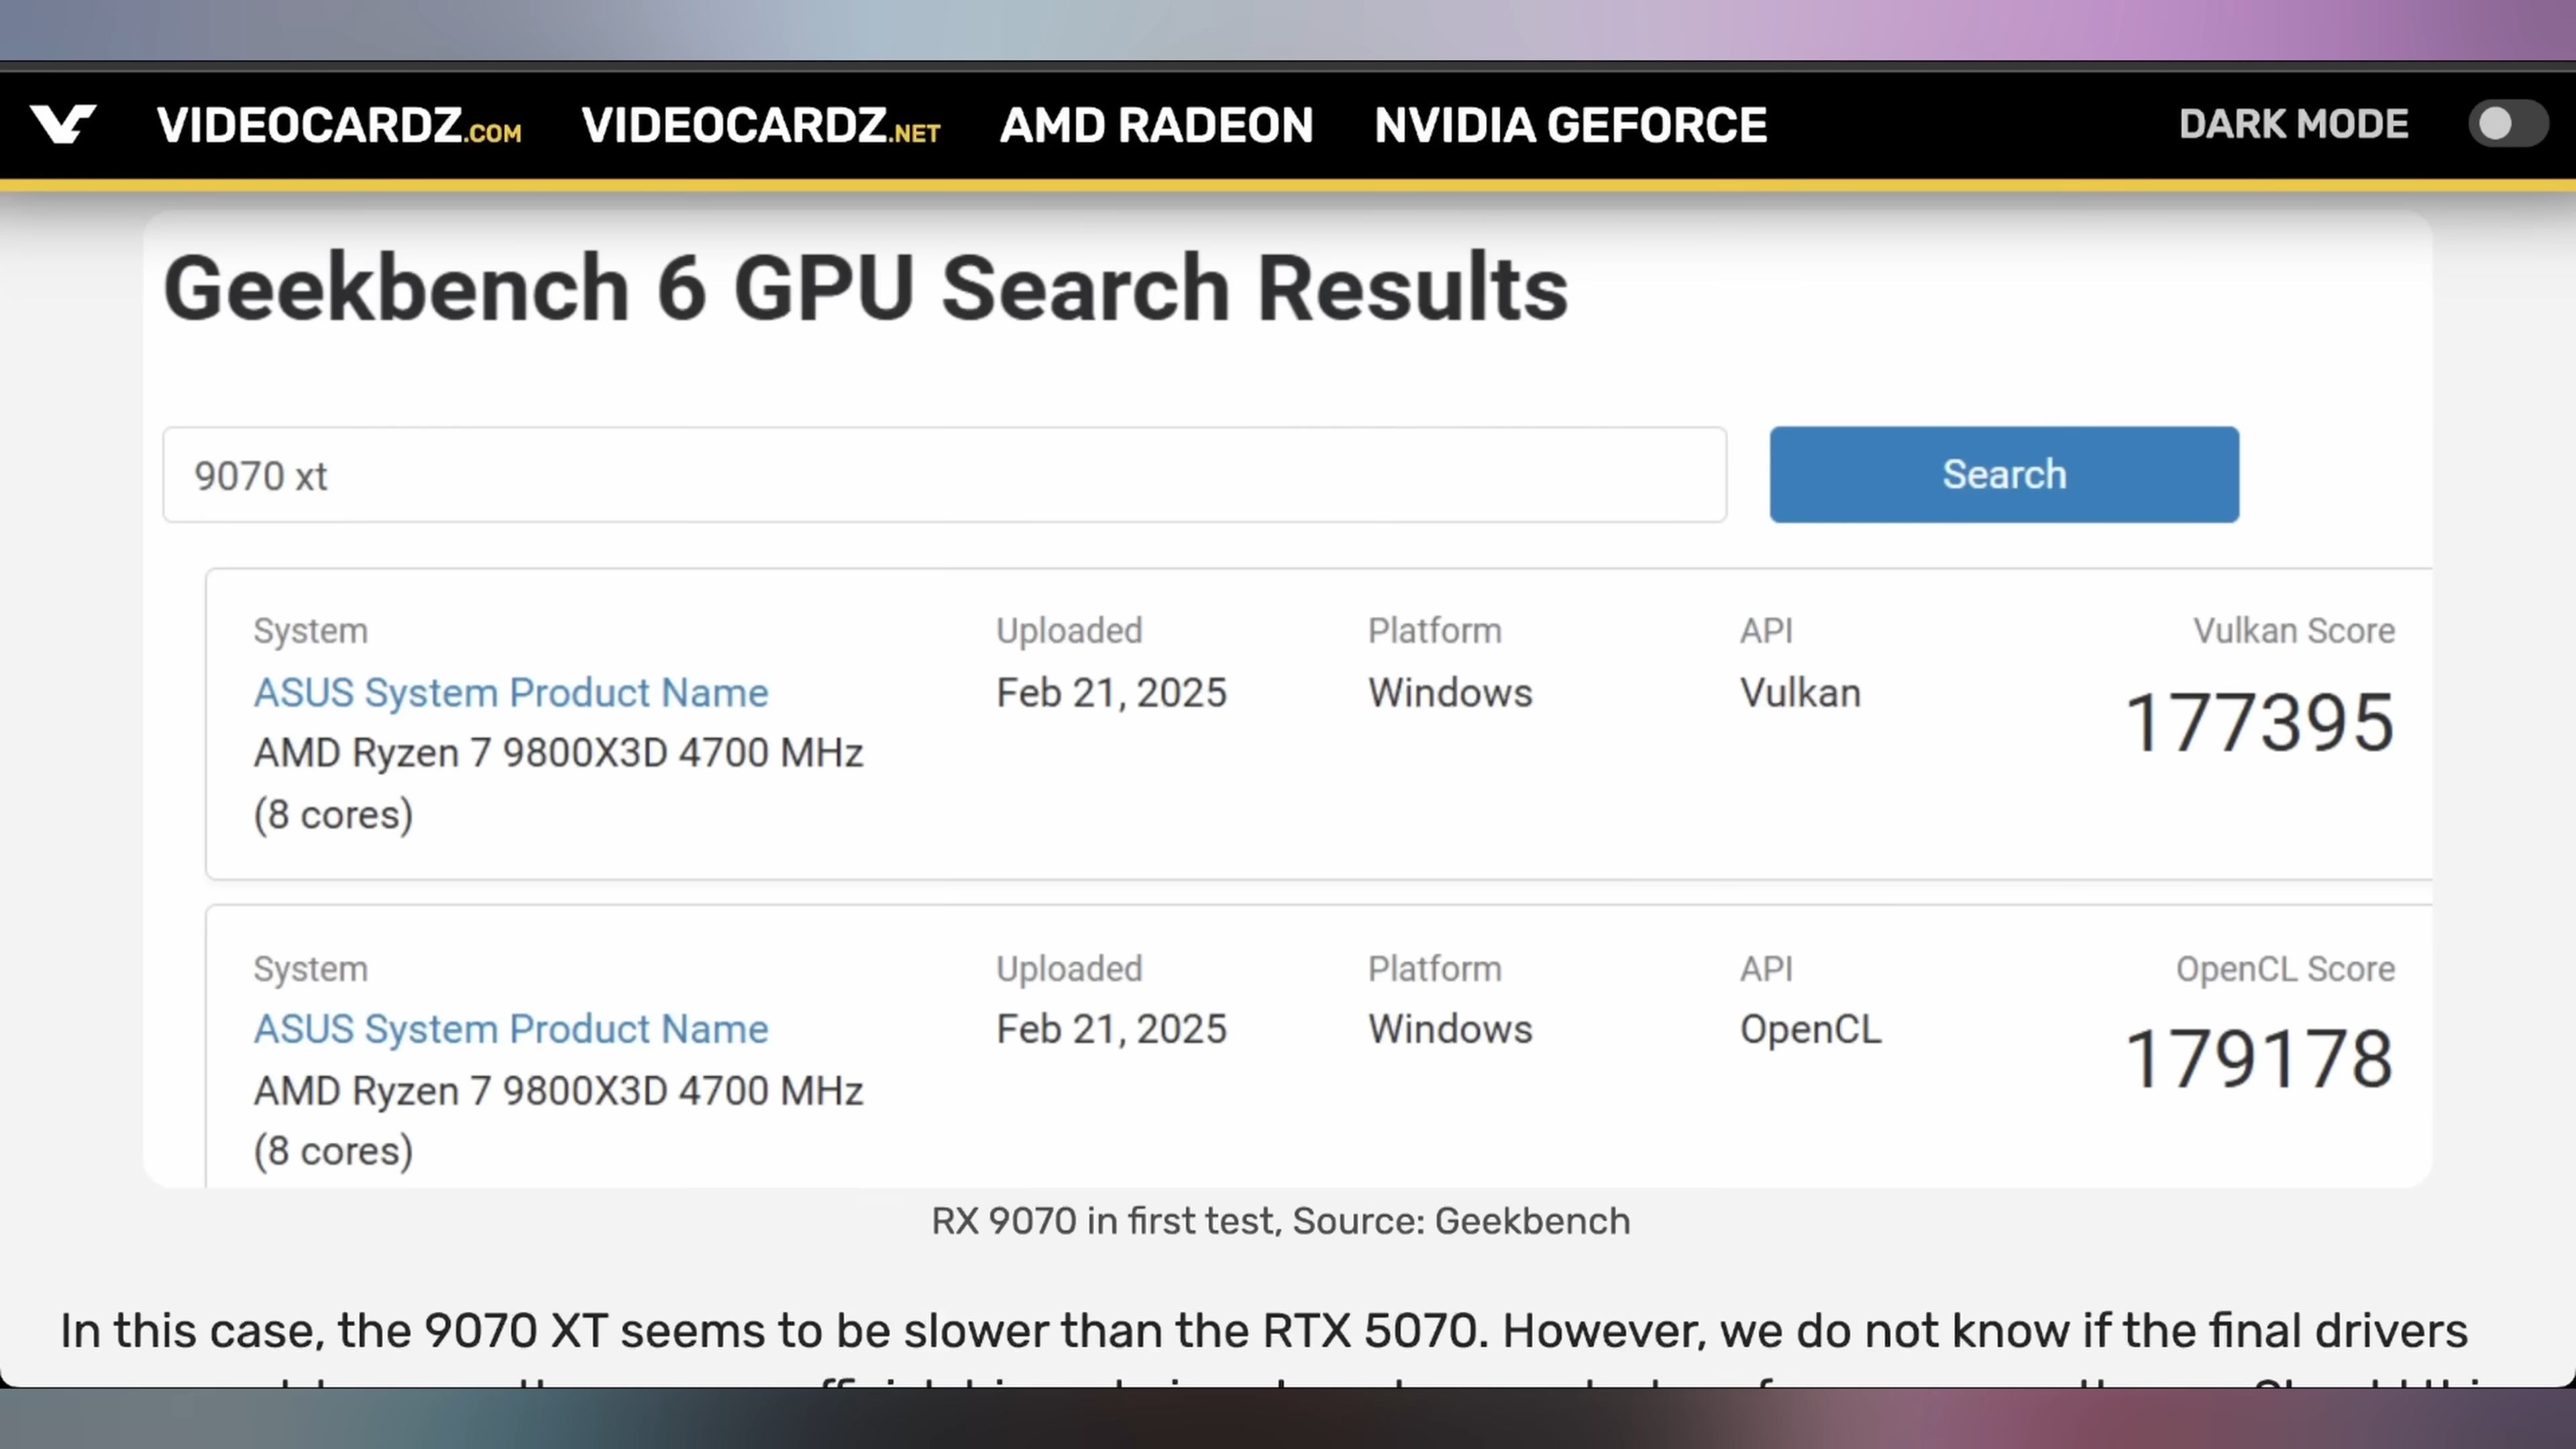 VIDEOCARDZ.COM VIDEOCARDZ.NET AMD RADEON NVIDIA GEFORCE DARK MODE
Geekbench 6 GPU Search Results
9070 xt Search
System Uploaded Platform API Vulkan Score
ASUS System Product Name Feb 21, 2025 Windows Vulkan 177395
AMD Ryzen 7 9800X3D 4700 MHz
(8 cores)
System Uploaded Platform API OpenCL Score
ASUS System Product Name Feb 21, 2025 Windows OpenCL 179178
AMD Ryzen 7 9800X3D 4700 MHz
(8 cores)
RX 9070 in first test, Source: Geekbench
In this case, the 9070 XT seems to be slower than the RTX 5070. However, we do not know if the final drivers